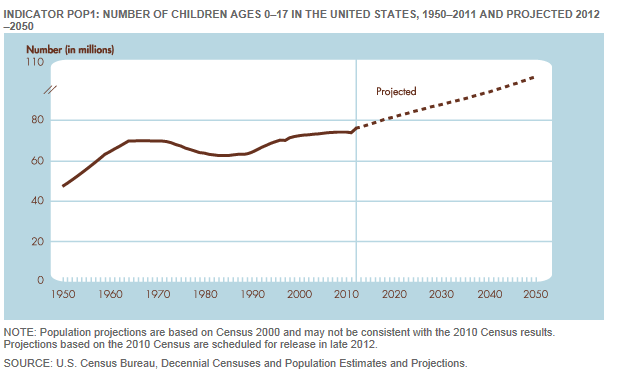 INDICATOR POP1: NUMBER OF CHILDREN AGES 0–17 IN THE UNITED STATES, 1950–2011 AND PROJECTED 2012
–2050
Number (in millions)
110
Projected
80
60
40
20
0
1950 1960 1970 1980 1990 2000 2010 2020 2030 2040 2050
NOTE: Population projections are based on Census 2000 and may not be consistent with the 2010 Census results.
Projections based on the 2010 Census are scheduled for release in late 2012.
SOURCE: U.S. Census Bureau, Decennial Censuses and Population Estimates and Projections.